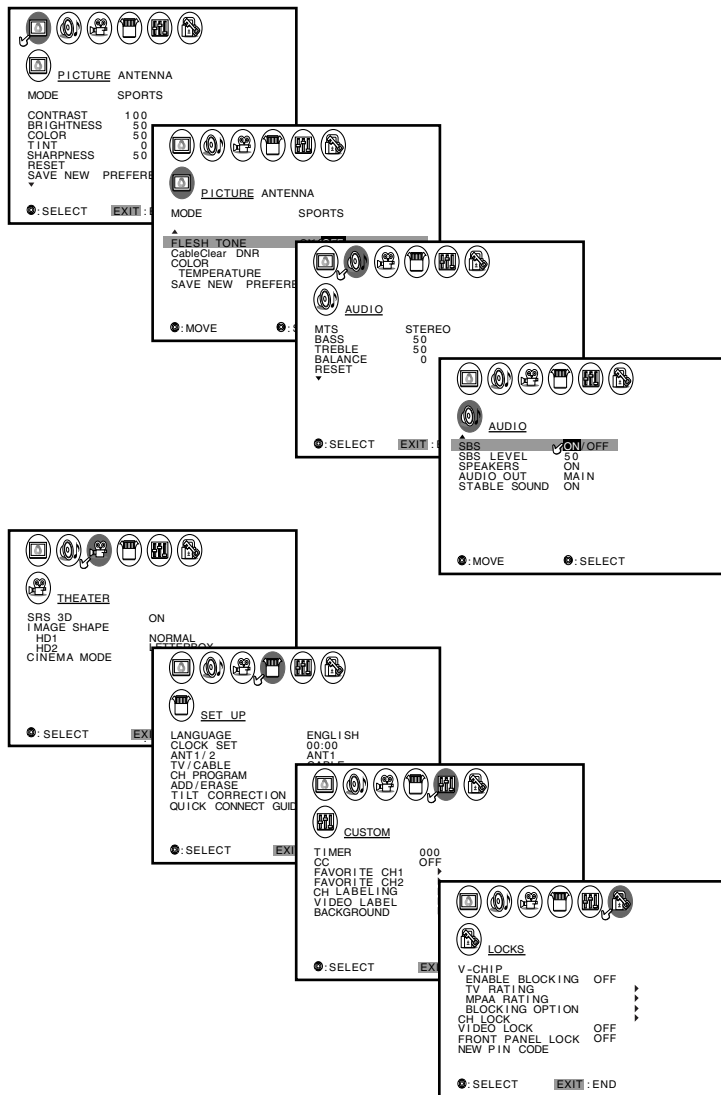 PICTURE ANTENNA
MODE SPORTS
CONTRAST 100
BRIGHTNESS 50
COLOR 50
TINT 0
SHARPNESS 50
RESET
SAVE NEW PREFERE
:SELECT EXIT :
PICTURE ANTENNA
MODE SPORTS
FLESH TONE
CableClear DNR
COLOR
TEMPERATURE
SAVE NEW PREFERE
:MOVE :
AUDIO
MTS STEREO
BASS 50
TREBLE 50
BALANCE 0
RESET
:SELECT EXIT :
AUDIO
SBS ON/OFF
SBS LEVEL 50
SPEAKERS ON
AUDIO OUT MAIN
STABLE SOUND ON
:MOVE :SELECT
THEATER
SRS 3D ON
IMAGE SHAPE
HD1 NORMAL
HD2 LETTERBOX
CINEMA MODE
:SELECT EXI
SET UP
LANGUAGE ENGLISH
CLOCK SET 00:00
ANT1/2 ANT1
TV/CABLE CABLE
CH PROGRAM
ADD/ERASE
TILT CORRECTION
QUICK CONNECT GUID
:SELECT EXI
CUSTOM
TIMER 000
CC OFF
FAVORITE CH1
FAVORITE CH2
CH LABELING
VIDEO LABEL
BACKGROUND
:SELECT EXI
LOCKS
V-CHIP
ENABLE BLOCKING OFF
TV RATING
MPAA RATING
BLOCKING OPTION
CH LOCK
VIDEO LOCK OFF
FRONT PANEL LOCK OFF
NEW PIN CODE
:SELECT EXIT :END